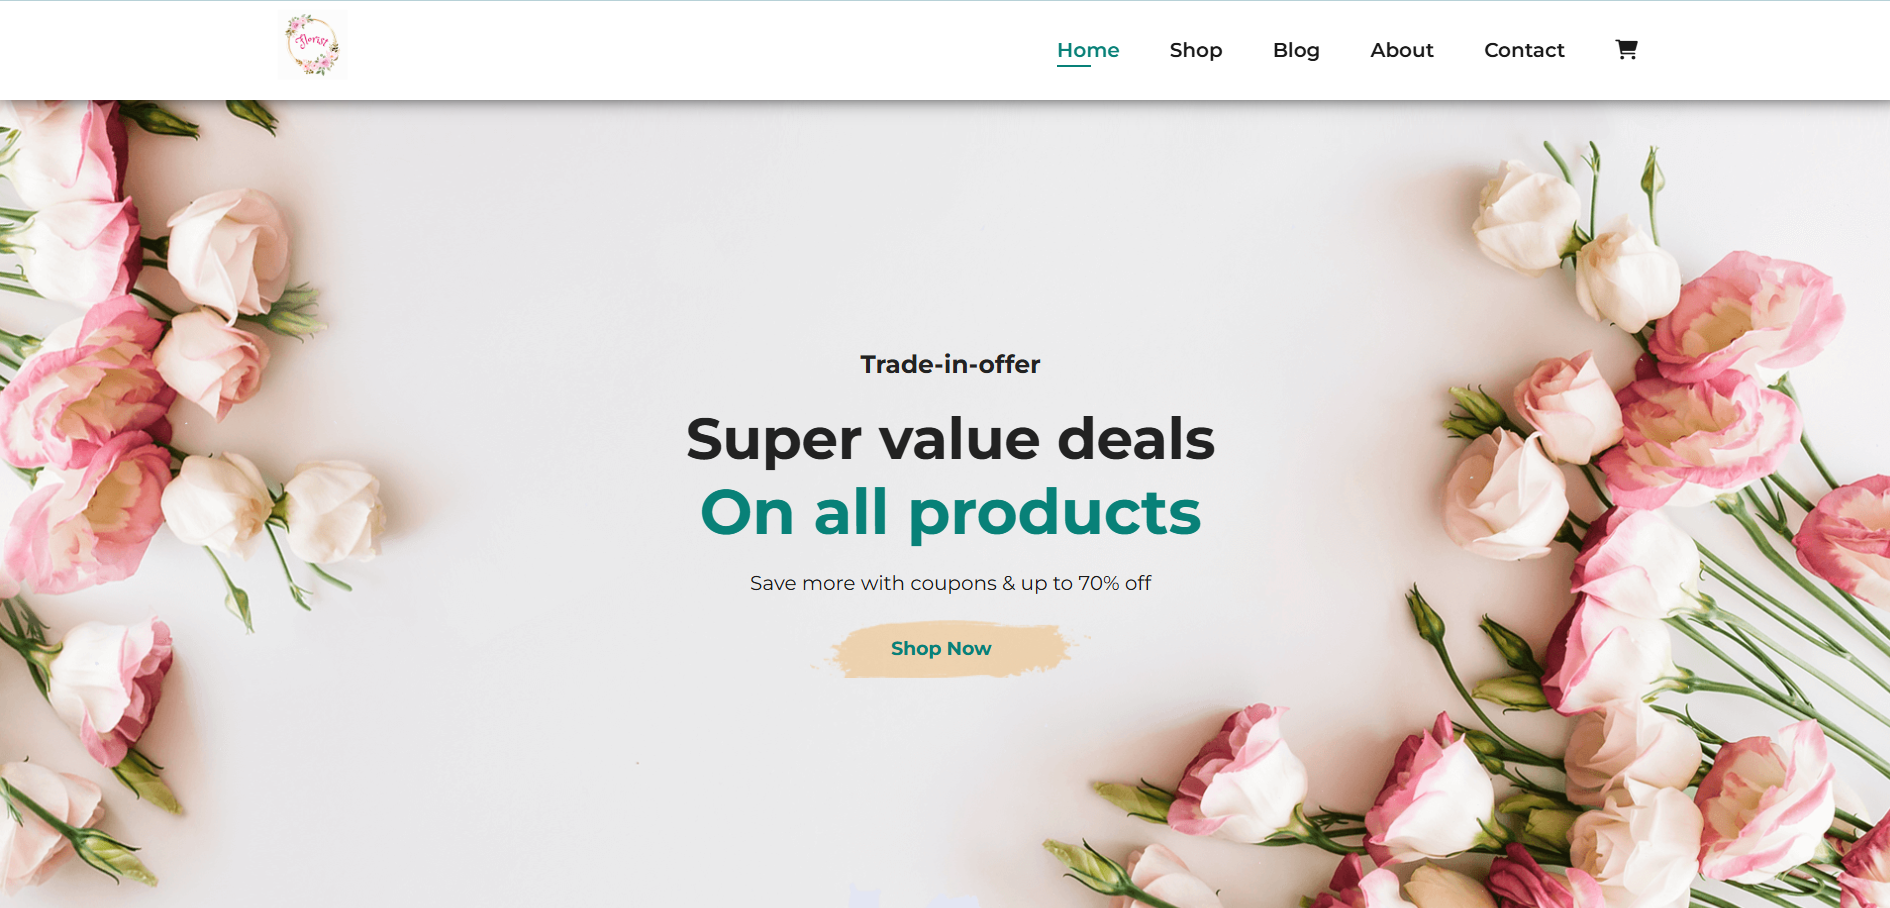 Florist
Home Shop Blog About Contact
Trade-in-offer
Super value deals
On all products
Save more with coupons & up to 70% off
Shop Now